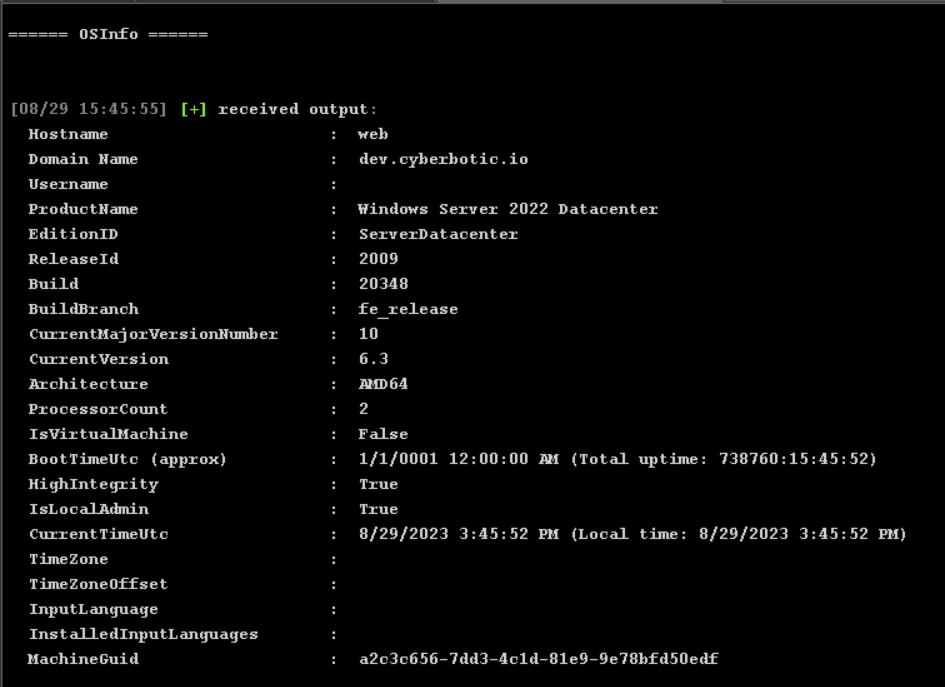 ====== OSInfo ======
[08/29 15:45:55] [+] received output:
Hostname : web
Domain Name : dev.cyberbotic.io
Username :
ProductName : Windows Server 2022 Datacenter
EditionID : ServerDatacenter
ReleaseId : 2009
Build : 20348
BuildBranch : fe_release
CurrentMajorVersionNumber : 10
CurrentVersion : 6.3
Architecture : AMD64
ProcessorCount : 2
IsVirtualMachine : False
BootTimeUtc (approx) : 1/1/0001 12:00:00 AM (Total uptime: 738760:15:45:52)
HighIntegrity : True
IsLocalAdmin : True
CurrentTimeUtc : 8/29/2023 3:45:52 PM (Local time: 8/29/2023 3:45:52 PM)
TimeZone :
TimeZoneOffset :
InputLanguage :
InstalledInputLanguages :
MachineGuid : a2c3c656-7dd3-4c1d-81e9-9e78bfd50edf